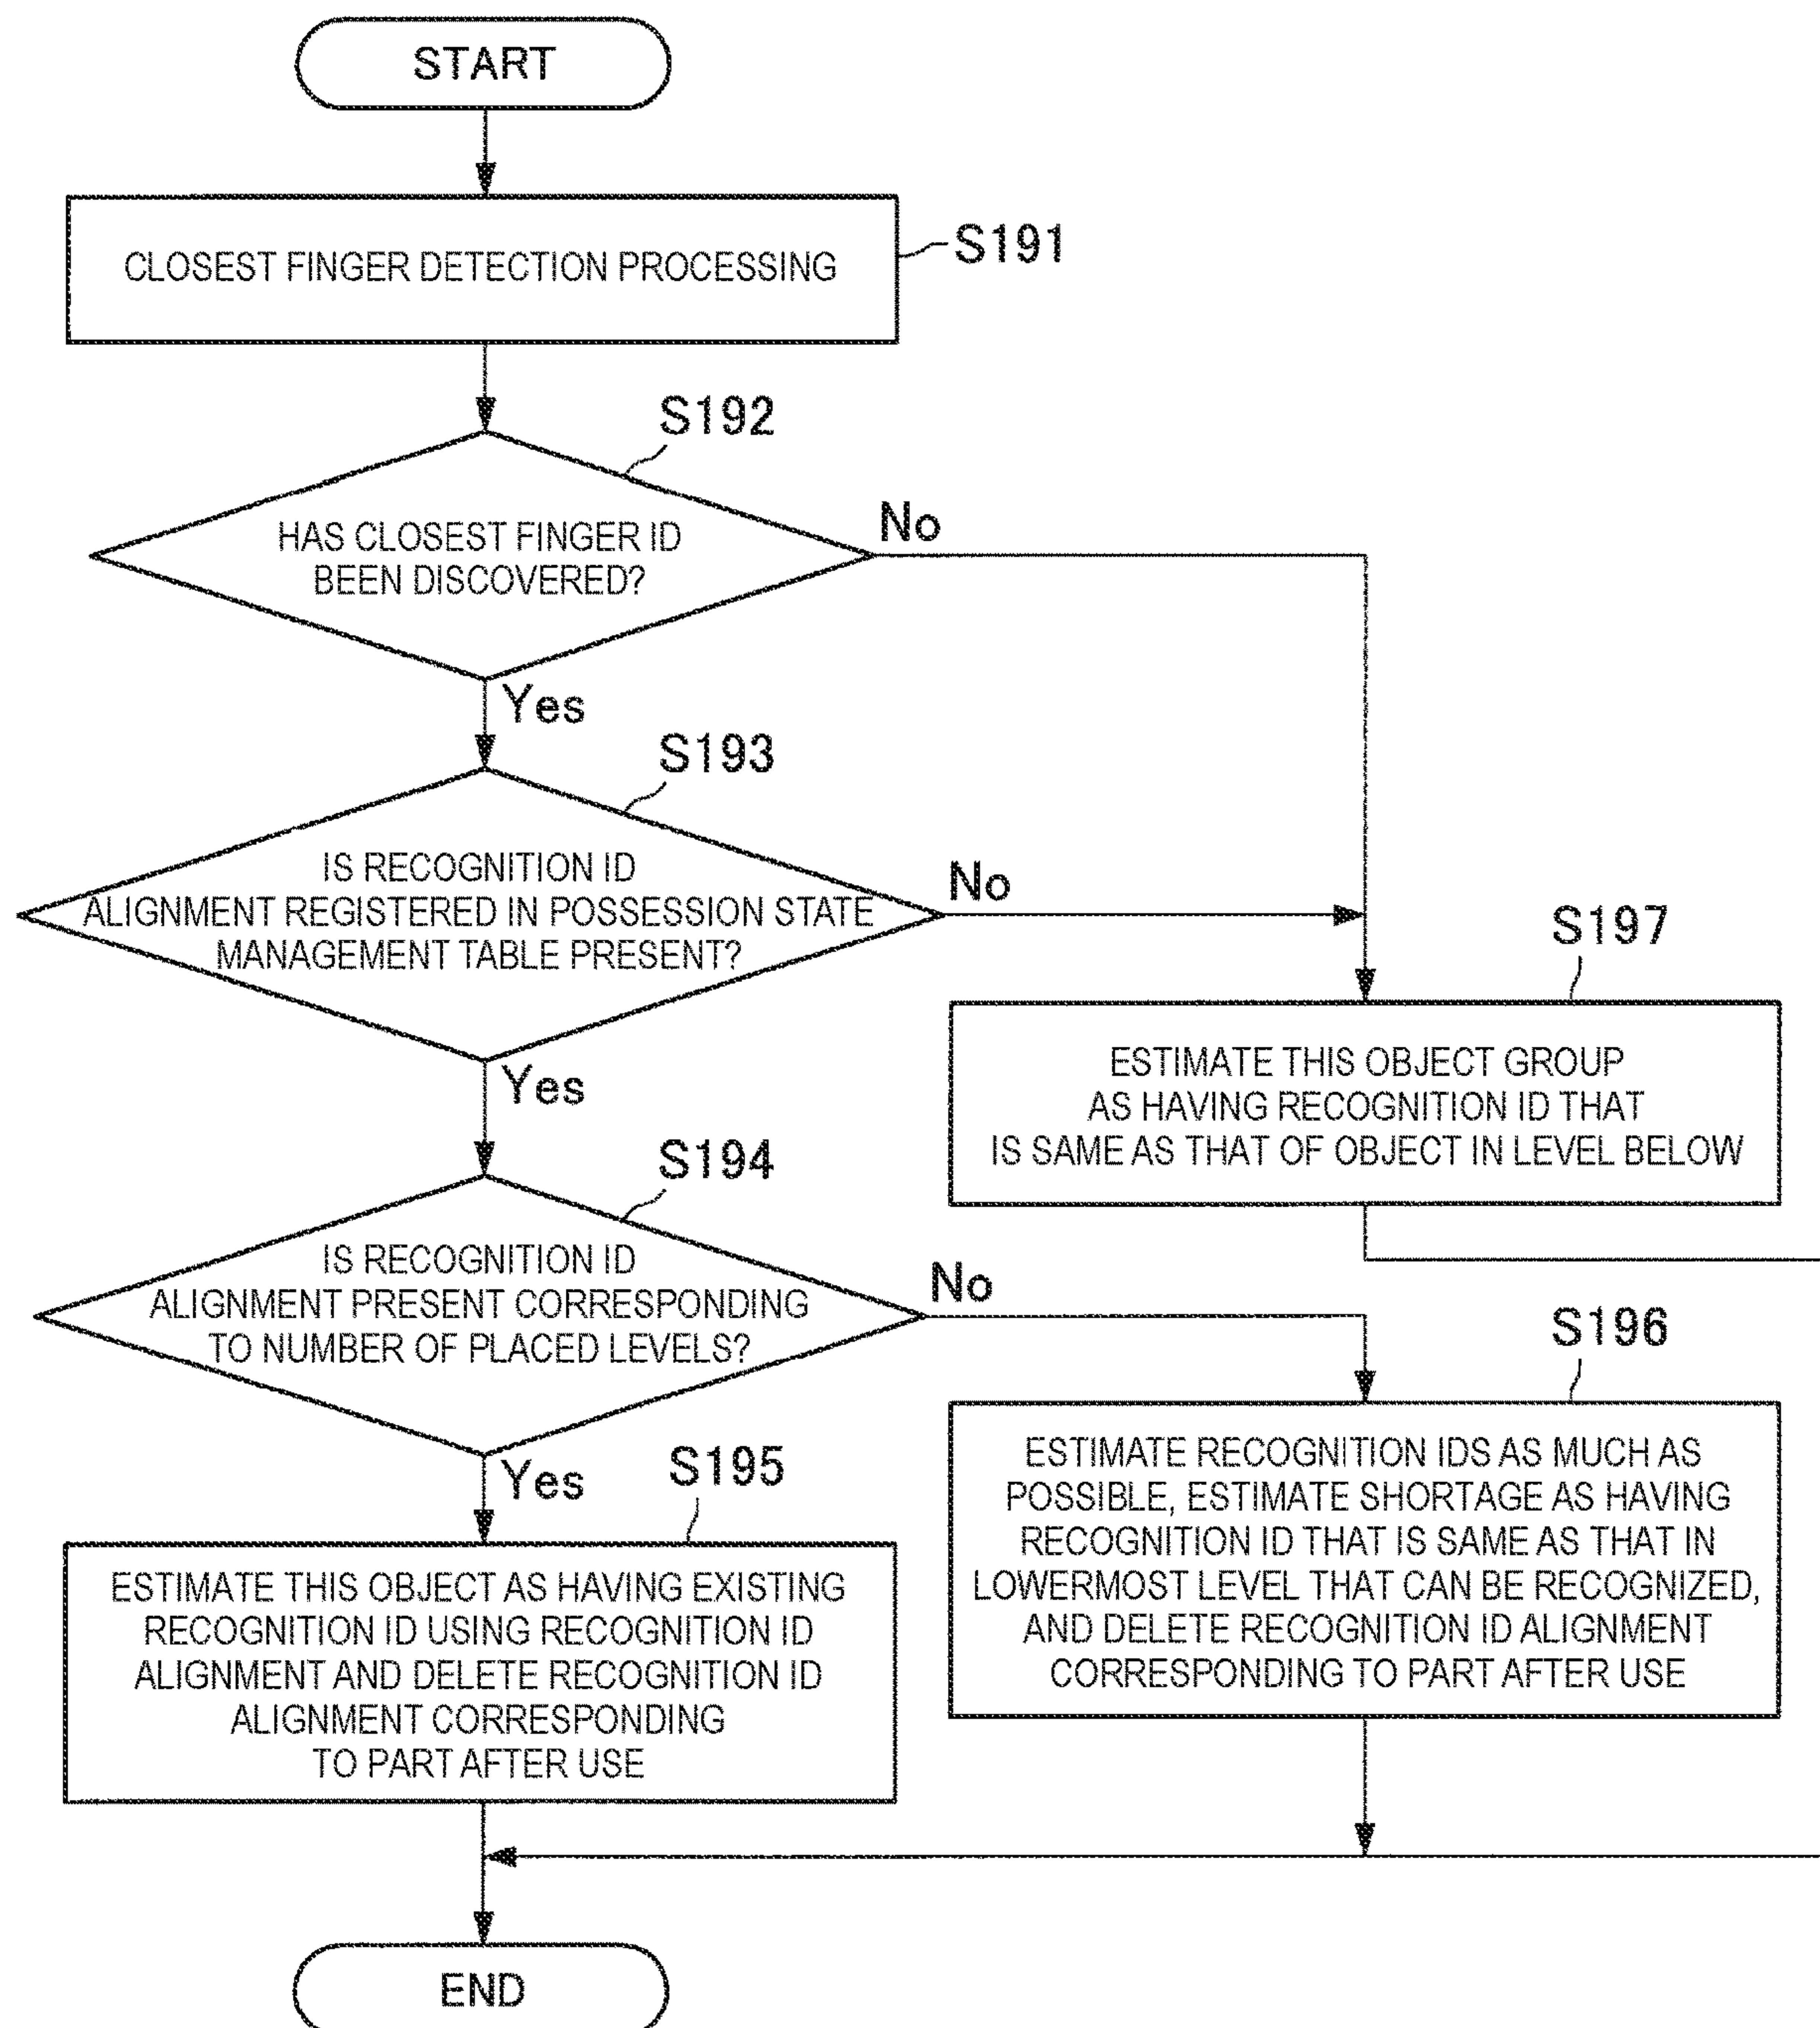 START
CLOSEST FINGER DETECTION PROCESSING
S191
S192
HAS CLOSEST FINGER ID
BEEN DISCOVERED?
No
Yes
S193
IS RECOGNITION ID
ALIGNMENT REGISTERED IN POSSESSION STATE
MANAGEMENT TABLE PRESENT?
No
Yes
S197
ESTIMATE THIS OBJECT GROUP
AS HAVING RECOGNITION ID THAT
IS SAME AS THAT OF OBJECT IN LEVEL BELOW
S194
IS RECOGNITION ID
ALIGNMENT PRESENT CORRESPONDING
TO NUMBER OF PLACED LEVELS?
No
Yes
S196
ESTIMATE RECOGNITION IDS AS MUCH AS
POSSIBLE, ESTIMATE SHORTAGE AS HAVING
RECOGNITION ID THAT IS SAME AS THAT IN
LOWERMOST LEVEL THAT CAN BE RECOGNIZED,
AND DELETE RECOGNITION ID ALIGNMENT
CORRESPONDING TO PART AFTER USE
S195
ESTIMATE THIS OBJECT AS HAVING EXISTING
RECOGNITION ID USING RECOGNITION ID
ALIGNMENT AND DELETE RECOGNITION ID
ALIGNMENT CORRESPONDING
TO PART AFTER USE
END